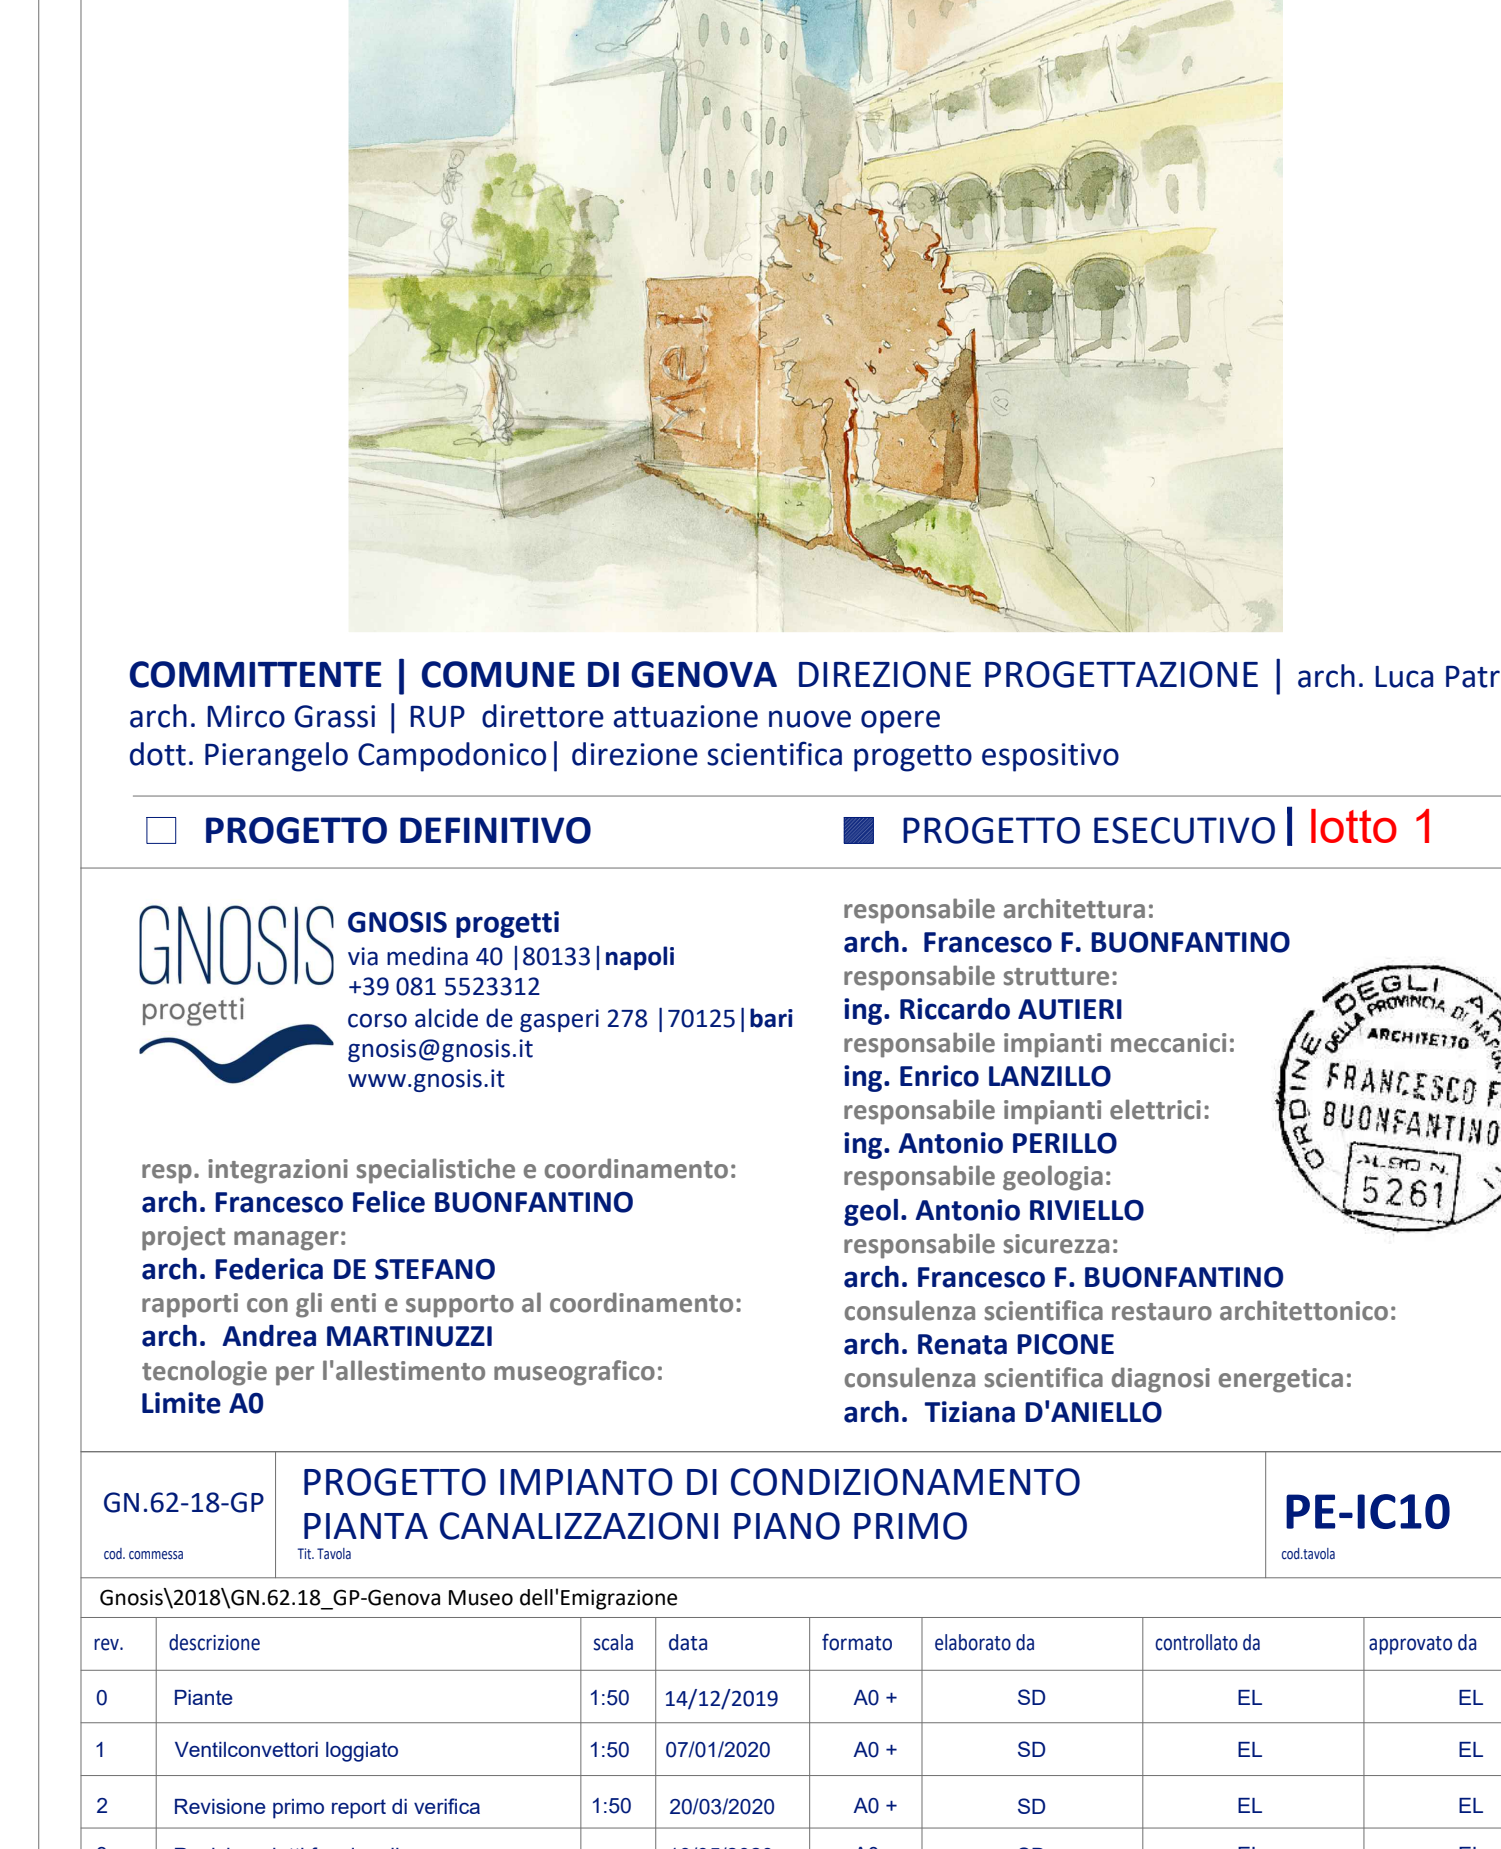 MeI
COMMITTENTE | COMUNE DI GENOVA DIREZIONE PROGETTAZIONE | arch. Luca Patr
arch. Mirco Grassi | RUP direttore attuazione nuove opere
dott. Pierangelo Campodonico| direzione scientifica progetto espositivo
PROGETTO DEFINITIVO
PROGETTO ESECUTIVO| lotto 1
GNOSIS
progetti
GNOSIS progetti
via medina 40 |80133|napoli
+39 081 5523312
corso alcide de gasperi 278 |70125|bari
gnosis@gnosis.it
www.gnosis.it
resp. integrazioni specialistiche e coordinamento:
arch. Francesco Felice BUONFANTINO
project manager:
arch. Federica DE STEFANO
rapporti con gli enti e supporto al coordinamento:
arch. Andrea MARTINUZZI
tecnologie per l'allestimento museografico:
Limite A0
responsabile architettura:
arch. Francesco F. BUONFANTINO
responsabile strutture:
ing. Riccardo AUTIERI
responsabile impianti meccanici:
ing. Enrico LANZILLO
responsabile impianti elettrici:
ing. Antonio PERILLO
responsabile geologia:
geol. Antonio RIVIELLO
responsabile sicurezza:
arch. Francesco F. BUONFANTINO
consulenza scientifica restauro architettonico:
arch. Renata PICONE
consulenza scientifica diagnosi energetica:
arch. Tiziana D'ANIELLO
ORDINE DEGLI AR
DELLA PROVINCIA DI NAPO
ARCHITETTO
FRANCESCO F.
BUONFANTINO
ALBO N.
5261
GN.62-18-GP
cod. commessa
PROGETTO IMPIANTO DI CONDIZIONAMENTO
PIANTA CANALIZZAZIONI PIANO PRIMO
Tit. Tavola
PE-IC10
cod.tavola
Gnosis\2018\GN.62.18_GP-Genova Museo dell'Emigrazione
rev. descrizione scala data formato elaborato da controllato da approvato da
0 Piante 1:50 14/12/2019 A0 + SD EL EL
1 Ventilconvettori loggiato 1:50 07/01/2020 A0 + SD EL EL
2 Revisione primo report di verifica 1:50 20/03/2020 A0 + SD EL EL